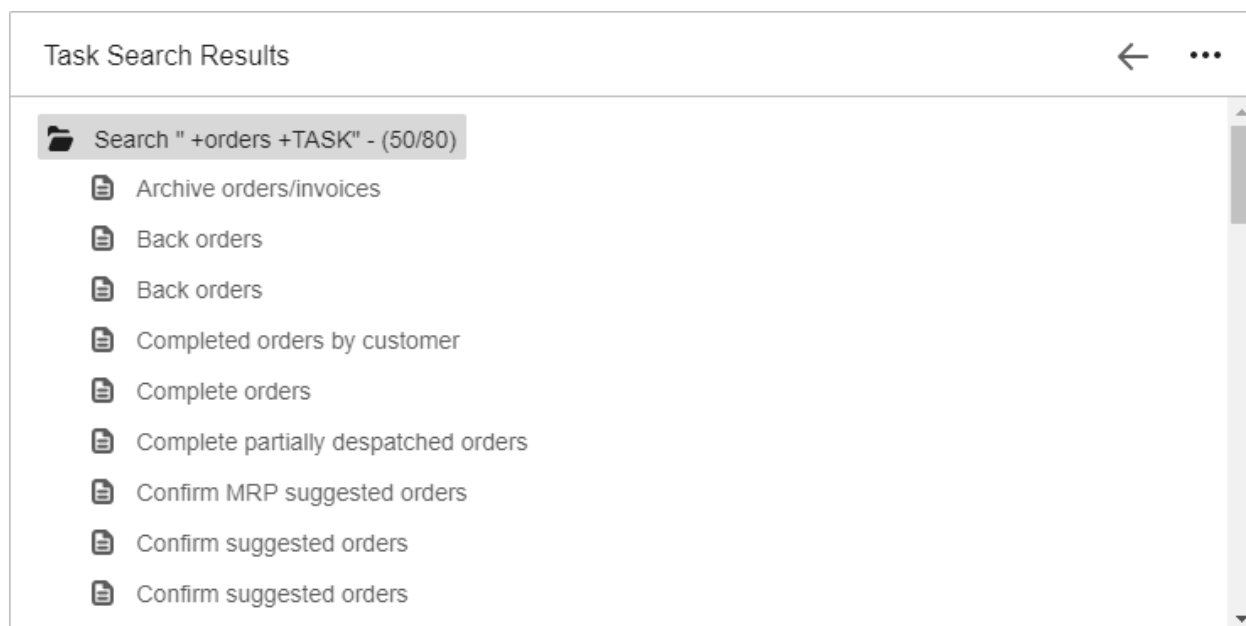 Task Search Results
Search " +orders +TASK" - (50/80)
Archive orders/invoices
Back orders
Back orders
Completed orders by customer
Complete orders
Complete partially despatched orders
Confirm MRP suggested orders
Confirm suggested orders
Confirm suggested orders